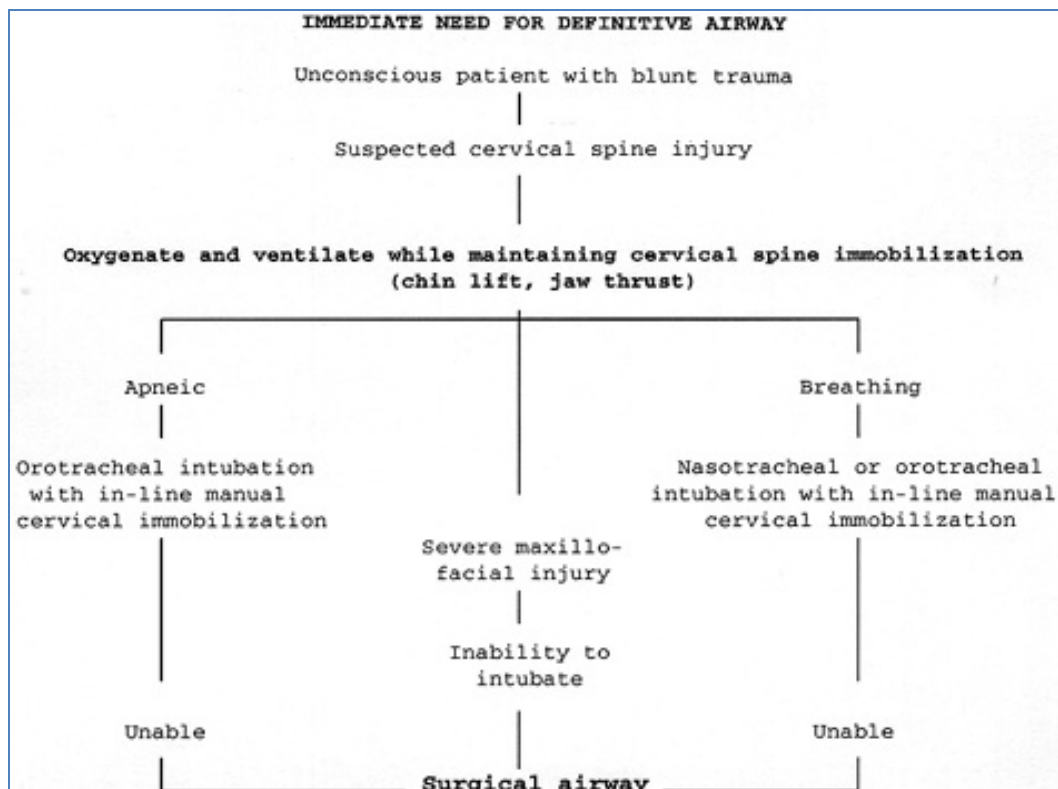 IMMEDIATE NEED FOR DEFINITIVE AIRWAY
Unconscious patient with blunt trauma
Suspected cervical spine injury
Oxygenate and ventilate while maintaining cervical spine immobilization
(chin lift, jaw thrust)
Apneic
Orotracheal intubation
with in-line manual
cervical immobilization
Unable
Severe maxillo-
facial injury
Inability to
intubate
Breathing
Nasotracheal or orotracheal
intubation with in-line manual
cervical immobilization
Unable
Surgical airway